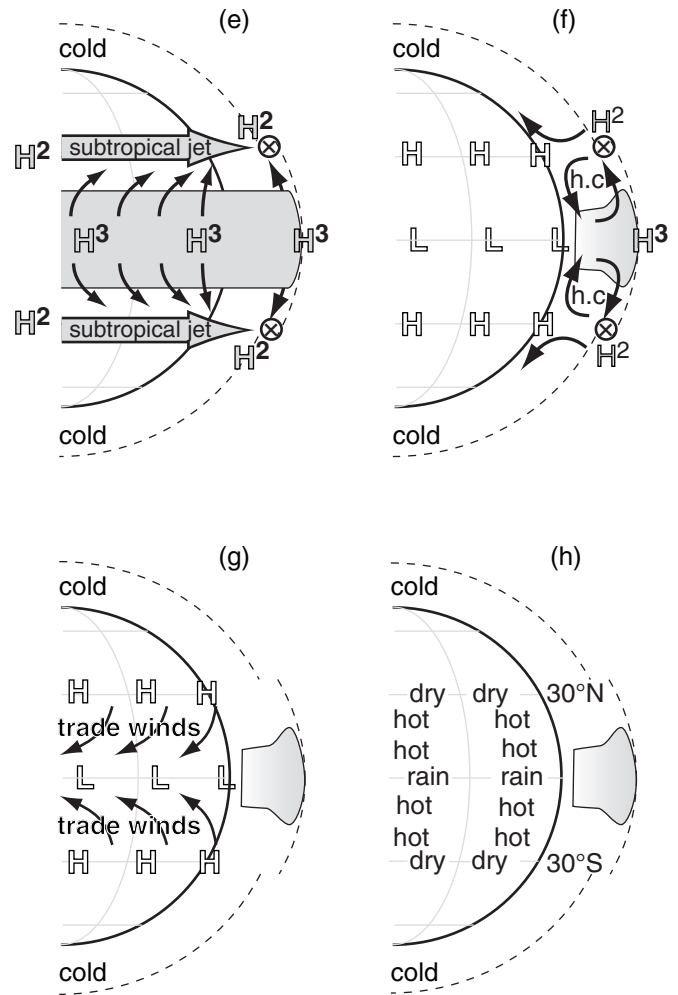 (e)
cold
H2
H2
subtropical jet
H3 H3 H3
H2
subtropical jet
H2
cold
(f)
cold
H2
H H H
h.c
L L L H3
h.c
H H H
H2
cold
(g)
cold
H H H
trade winds
L L L
trade winds
H H H
cold
(h)
cold
dry dry 30°N
hot hot
hot hot
rain rain
hot hot
hot hot
dry dry 30°S
cold